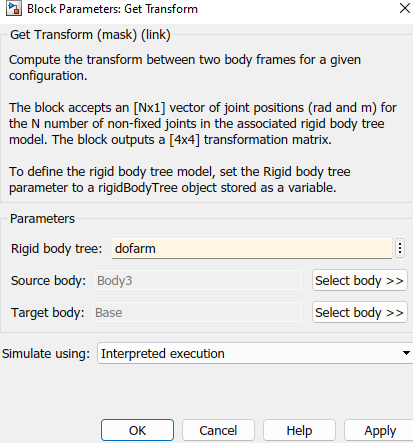 Block Parameters: Get Transform
Get Transform (mask) (link)
Compute the transform between two body frames for a given
configuration.
The block accepts an [Nx1] vector of joint positions (rad and m) for
the N number of non-fixed joints in the associated rigid body tree
model. The block outputs a [4x4] transformation matrix.
To define the rigid body tree model, set the Rigid body tree
parameter to a rigidBodyTree object stored as a variable.
Parameters
Rigid body tree: dofarm
Source body: Body3 Select body >>
Target body: Base Select body >>
Simulate using: Interpreted execution
OK Cancel Help Apply